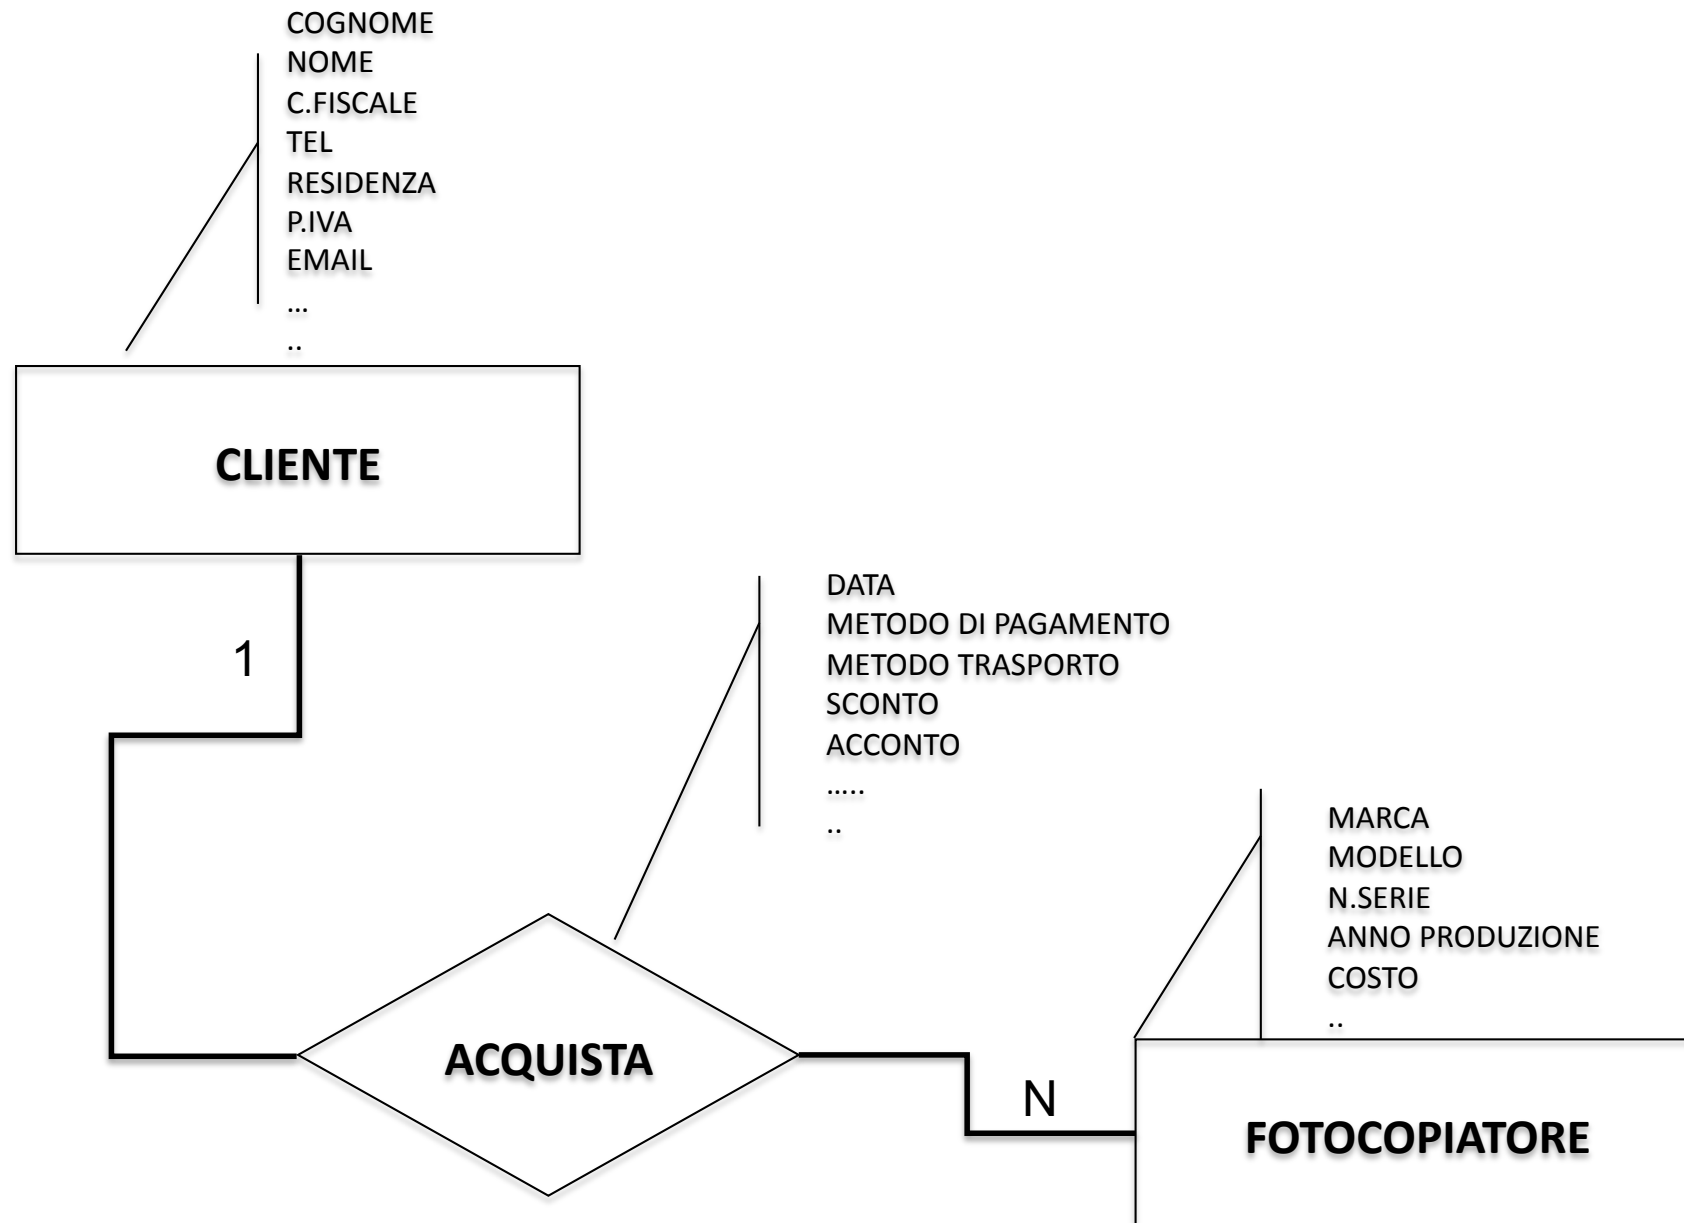 COGNOME
NOME
C.FISCALE
TEL
RESIDENZA
P.IVA
EMAIL
...
..
CLIENTE
1
DATA
METODO DI PAGAMENTO
METODO TRASPORTO
SCONTO
ACCONTO
.....
..
ACQUISTA
N
MARCA
MODELLO
N.SERIE
ANNO PRODUZIONE
COSTO
..
FOTOCOPIATORE